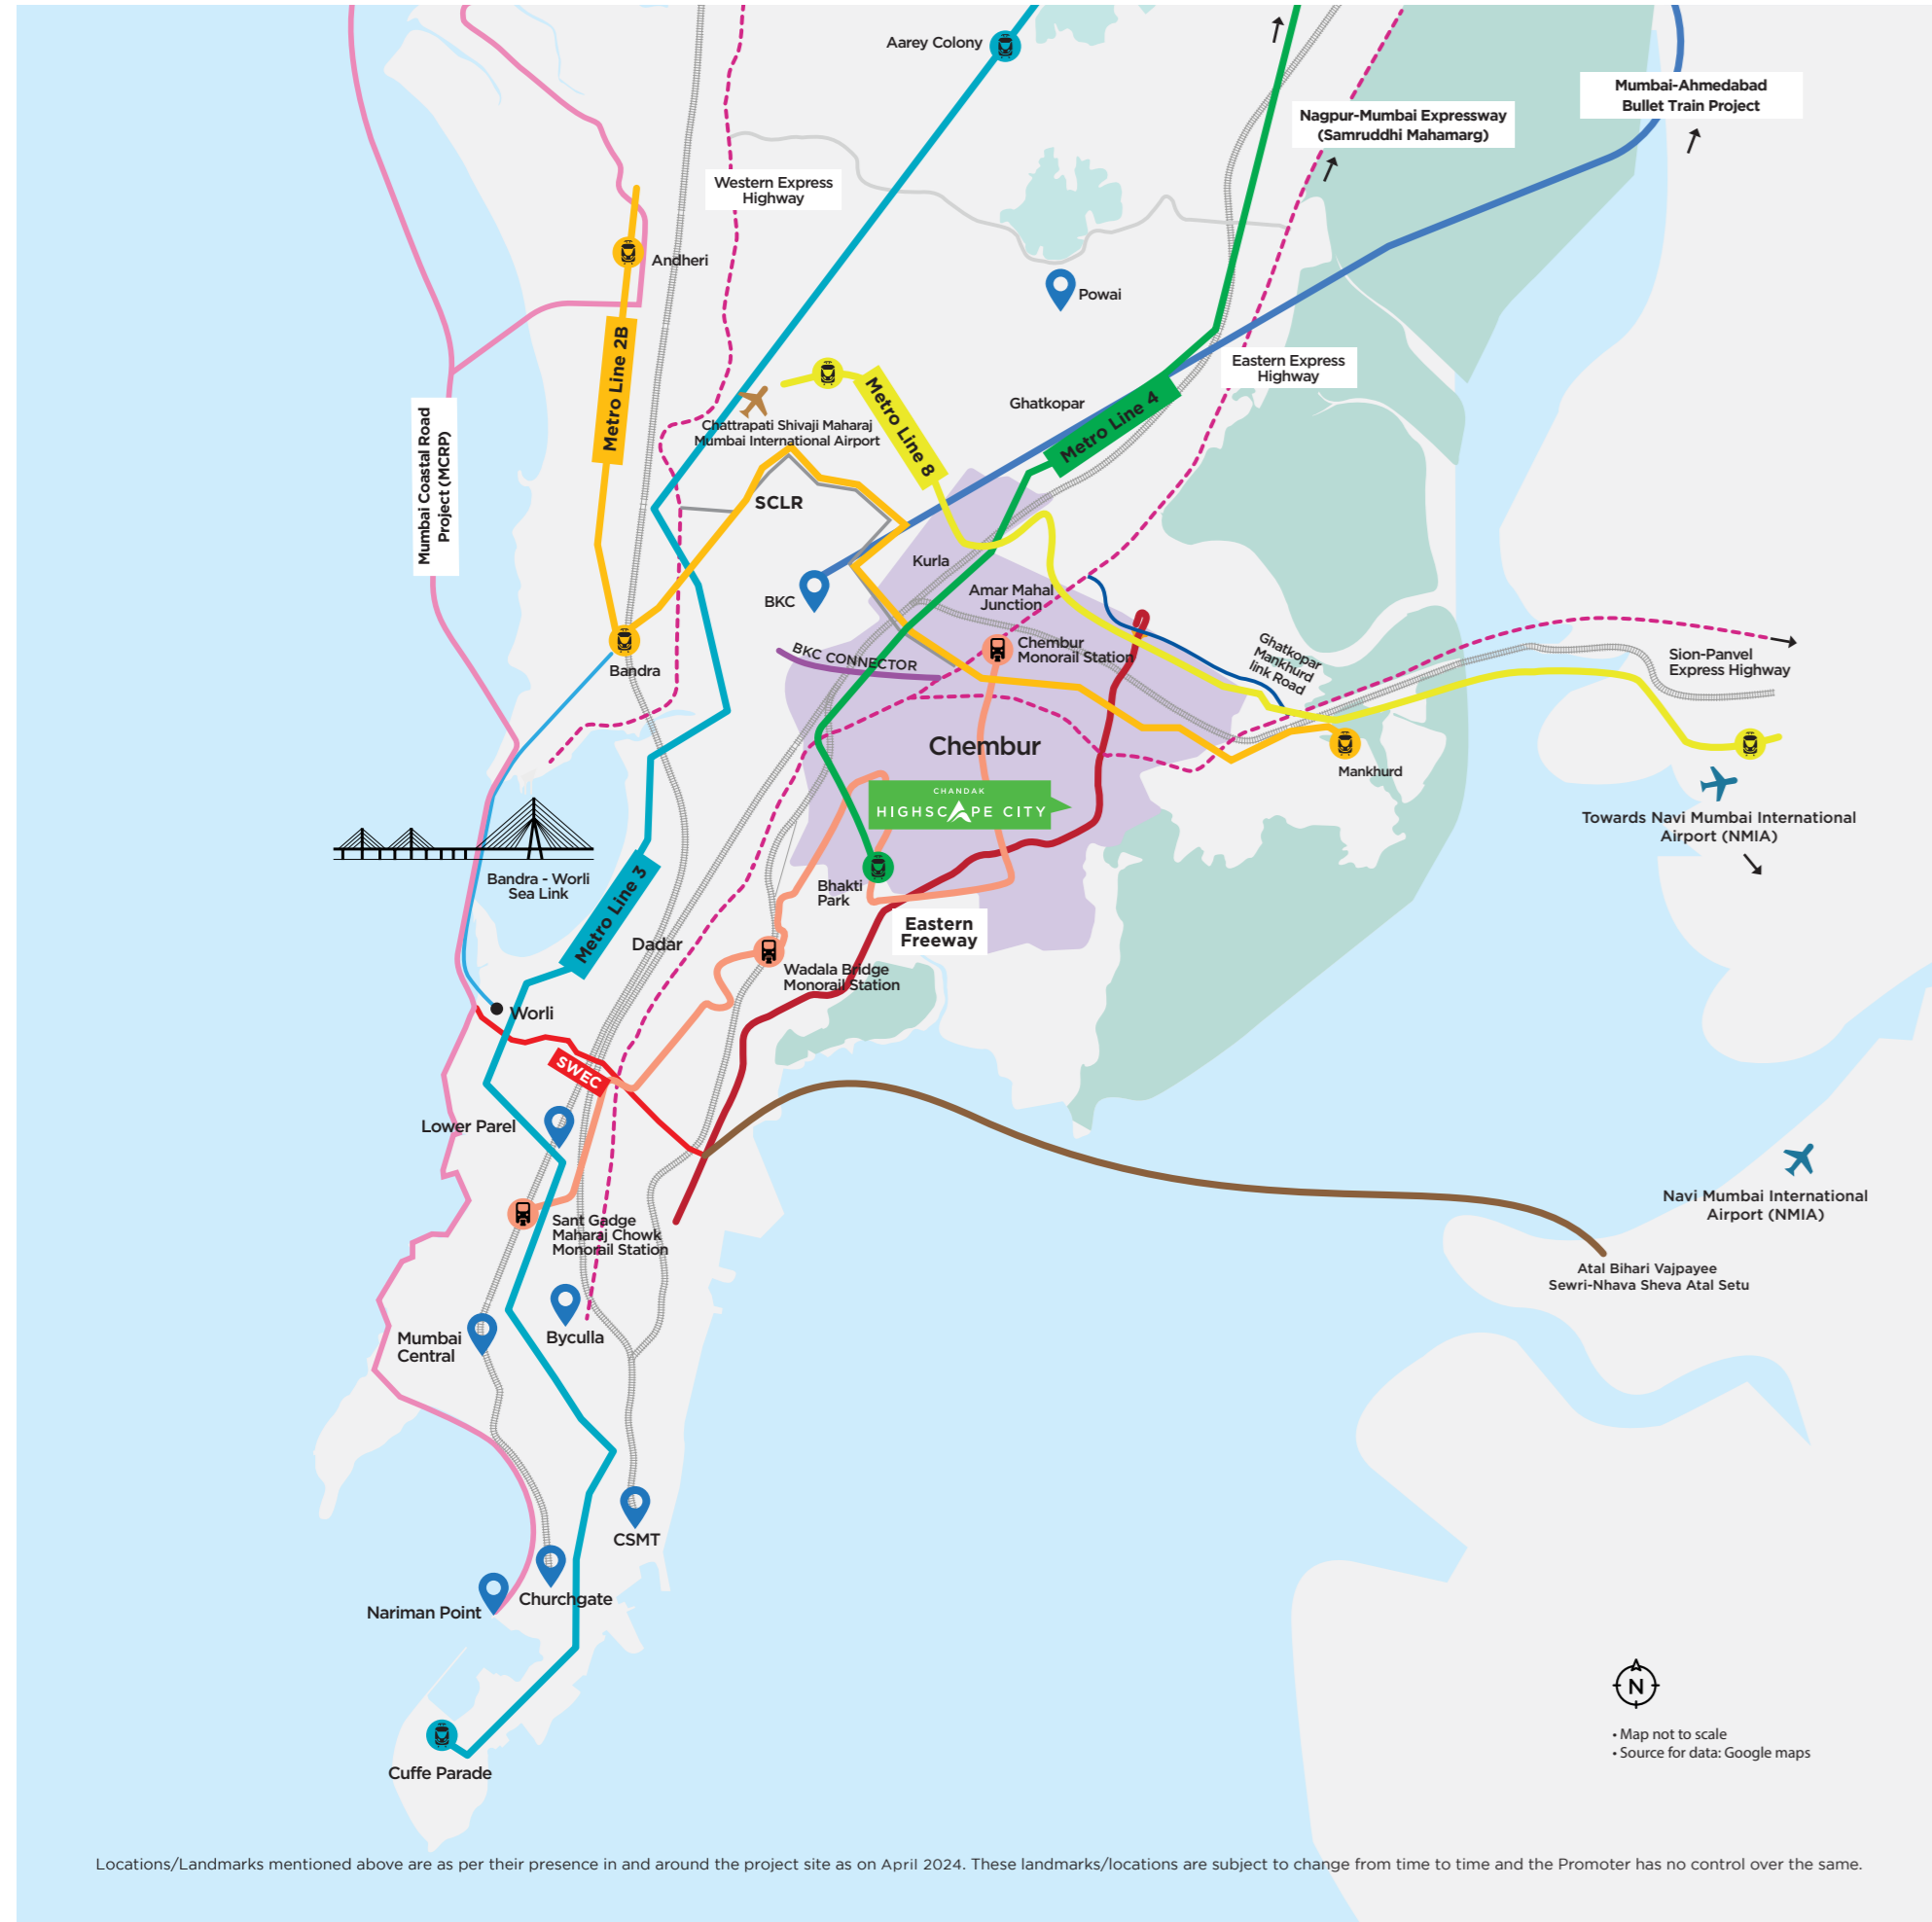 Aarey Colony
Mumbai-Ahmedabad
Bullet Train Project
Nagpur-Mumbai Expressway
(Samruddhi Mahamarg)
Western Express
Highway
Andheri
Powai
Metro Line 2B
Eastern Express
Highway
Ghatkopar
Metro Line 4
Metro Line 8
Chattrapati Shivaji Maharaj
Mumbai International Airport
Mumbai Coastal Road
Project (MCRP)
SCLR
Kurla
BKC
Amar Mahal
Junction
Chembur
Monorail Station
BKC CONNECTOR
Ghatkopar
Mankhurd
link Road
Sion-Panvel
Express Highway
Bandra
Chembur
Mankhurd
CHANDAK
HIGHSCAPE CITY
Towards Navi Mumbai International
Airport (NMIA)
Bandra - Worli
Sea Link
Bhakti
Park
Metro Line 3
Eastern
Freeway
Dadar
Wadala Bridge
Monorail Station
Worli
SWEC
Lower Parel
Navi Mumbai International
Airport (NMIA)
Sant Gadge
Maharaj Chowk
Monorail Station
Atal Bihari Vajpayee
Sewri-Nhava Sheva Atal Setu
Byculla
Mumbai
Central
CSMT
Churchgate
Nariman Point
N
• Map not to scale
• Source for data: Google maps
Cuffe Parade
Locations/Landmarks mentioned above are as per their presence in and around the project site as on April 2024. These landmarks/locations are subject to change from time to time and the Promoter has no control over the same.